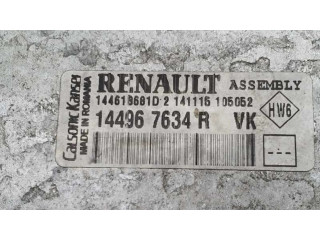 Calsonic Kansei
MADE IN ROMANIA
RENAULT ASSEMBLY
144618681D 2 141115 105052
14496 7634 R VK
HW6
---